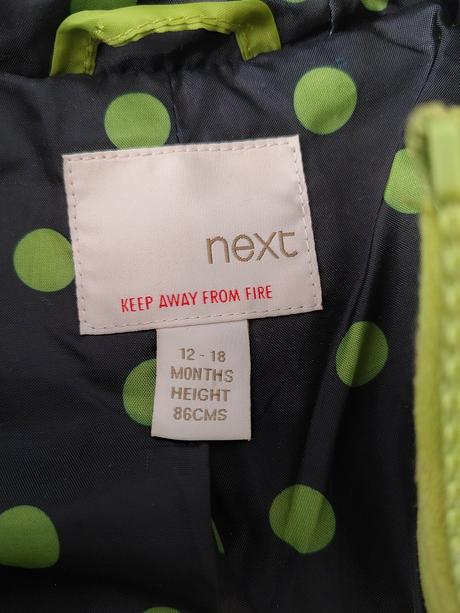 next
KEEP AWAY FROM FIRE
12 - 18
MONTHS
HEIGHT
86CMS